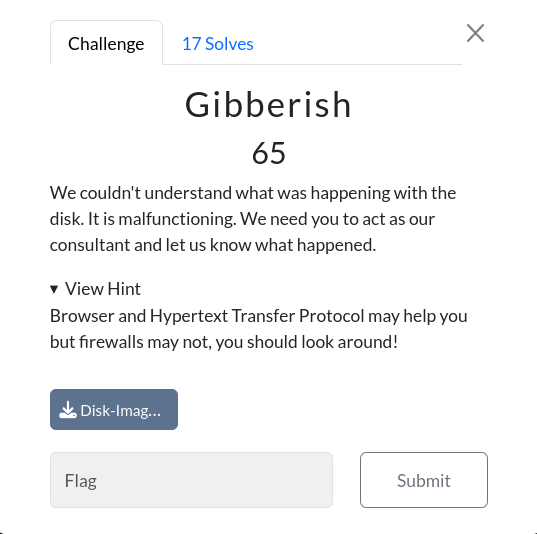 Challenge
17 Solves
Gibberish
65
We couldn't understand what was happening with the
disk. It is malfunctioning. We need you to act as our
consultant and let us know what happened.
▾ View Hint
Browser and Hypertext Transfer Protocol may help you
but firewalls may not, you should look around!
Disk-Imag...
Flag
Submit